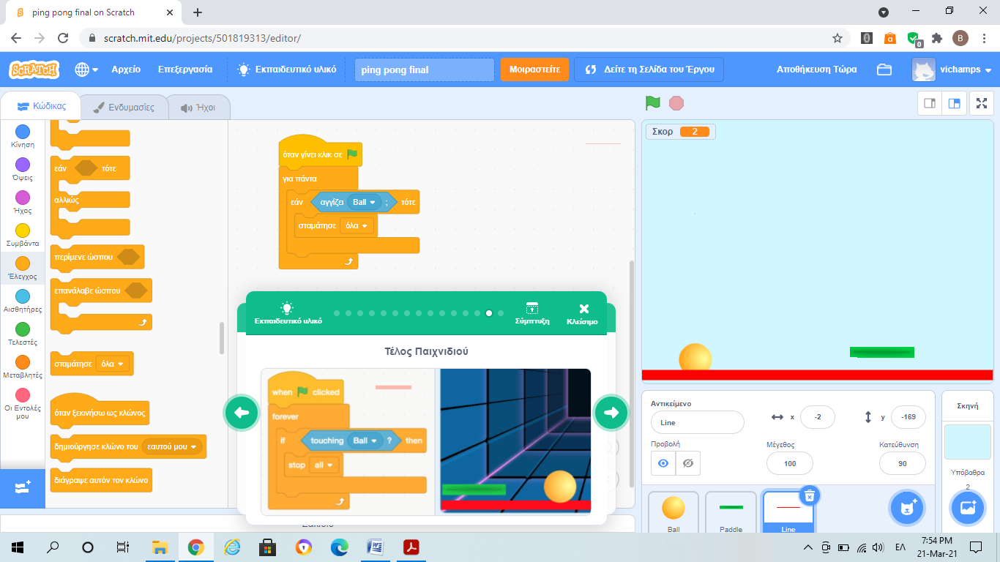 ping pong final on Scratch
scratch.mit.edu/projects/501819313/editor/
0
B
SCRATCH
Αρχείο
Επεξεργασία
Εκπαιδευτικό υλικό
ping pong final
Μοιραστείτε
Δείτε τη Σελίδα του Έργου
Αποθήκευση Τώρα
vichamps
Κώδικας
Ενδυμασίες
Ήχοι
Κίνηση
Όψεις
Ήχος
Συμβάντα
Έλεγχος
Αισθητήρες
Τελεστές
Μεταβλητές
Οι Εντολές
μου
εάν τότε
αλλιώς
περίμενε ώσπου
επανάλαβε ώσπου
σταμάτησε όλα
όταν ξεκινήσω ως κλώνος
δημιούργησε κλώνο του εαυτού μου
διάγραψε αυτόν τον κλώνο
όταν γίνει κλικ σε
για πάντα
εάν αγγίζει Ball ; τότε
σταμάτησε όλα
Εκπαιδευτικό υλικό
Σύμπτυξη
Κλείσιμο
Τέλος Παιχνιδιού
when clicked
forever
if touching Ball ? then
stop all
Σκορ 2
Αντικείμενο
Line
x -2
y -169
Προβολή
Μέγεθος
100
Κατεύθυνση
90
Ball
Paddle
Line
Σκηνή
Υπόβαθρα
2
ΕΛ
7:54 PM
21-Mar-21